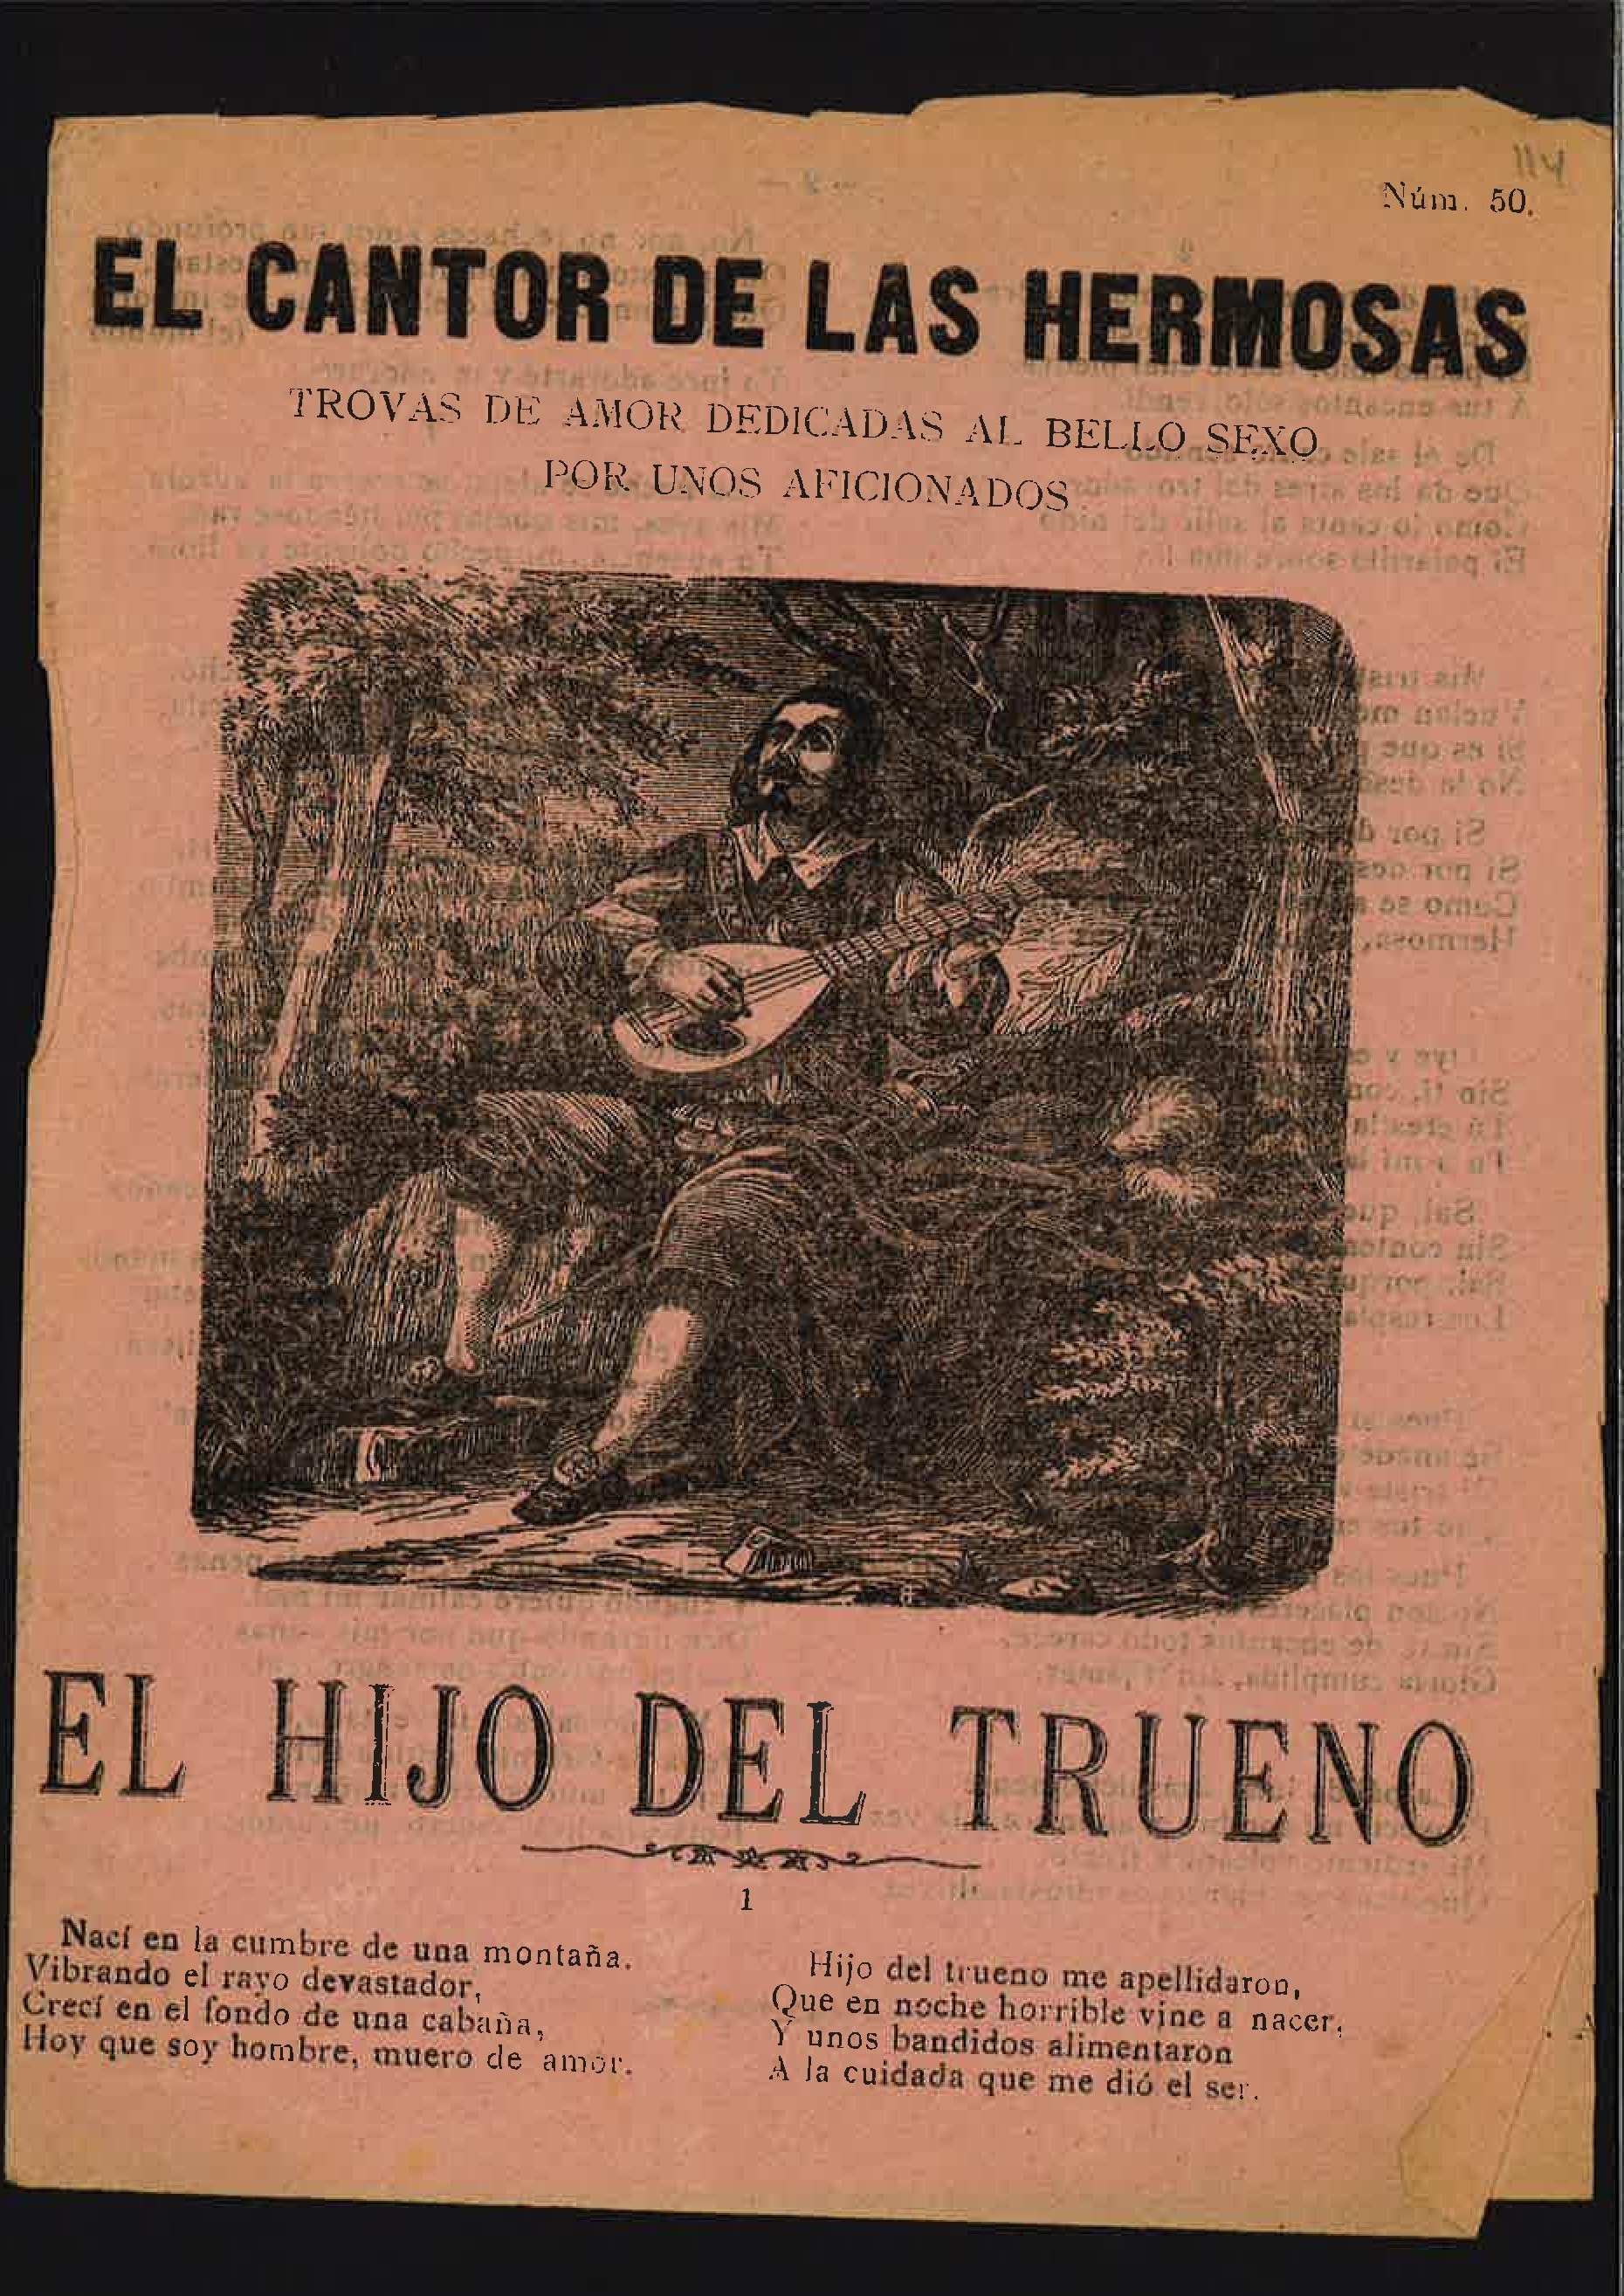 114
Núm. 50.
EL CANTOR DE LAS HERMOSAS
TROVAS DE AMOR DEDICADAS AL BELLO SEXO
POR UNOS AFICIONADOS
EL HIJO DEL TRUENO
1
Nací en la cumbre de una montaña.
Vibrando el rayo devastador,
Crecí en el fondo de una cabaña,
Hoy que soy hombre, muero de amor.
Hijo del trueno me apellidaron,
Que en noche horrible vine a nacer,
Y unos bandidos alimentaron
A la cuidada que me dió el ser.